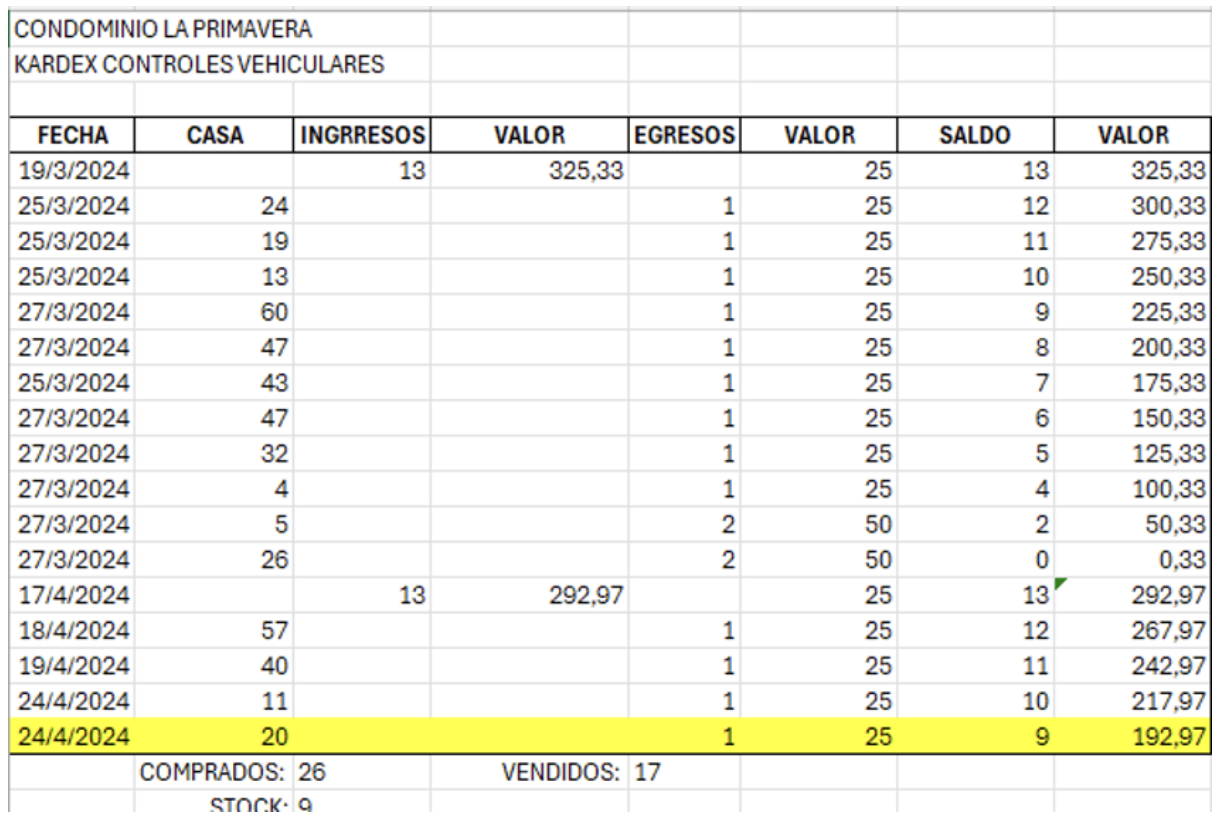 CONDOMINIO LA PRIMAVERA
KARDEX CONTROLES VEHICULARES
FECHA CASA INGRRESOS VALOR EGRESOS VALOR SALDO VALOR
19/3/2024 13 325,33 25 13 325,33
25/3/2024 24 1 25 12 300,33
25/3/2024 19 1 25 11 275,33
25/3/2024 13 1 25 10 250,33
27/3/2024 60 1 25 9 225,33
27/3/2024 47 1 25 8 200,33
25/3/2024 43 1 25 7 175,33
27/3/2024 47 1 25 6 150,33
27/3/2024 32 1 25 5 125,33
27/3/2024 4 1 25 4 100,33
27/3/2024 5 2 50 2 50,33
27/3/2024 26 2 50 0 0,33
17/4/2024 13 292,97 25 13 292,97
18/4/2024 57 1 25 12 267,97
19/4/2024 40 1 25 11 242,97
24/4/2024 11 1 25 10 217,97
24/4/2024 20 1 25 9 192,97
COMPRADOS: 26 VENDIDOS: 17
STOCK: 9